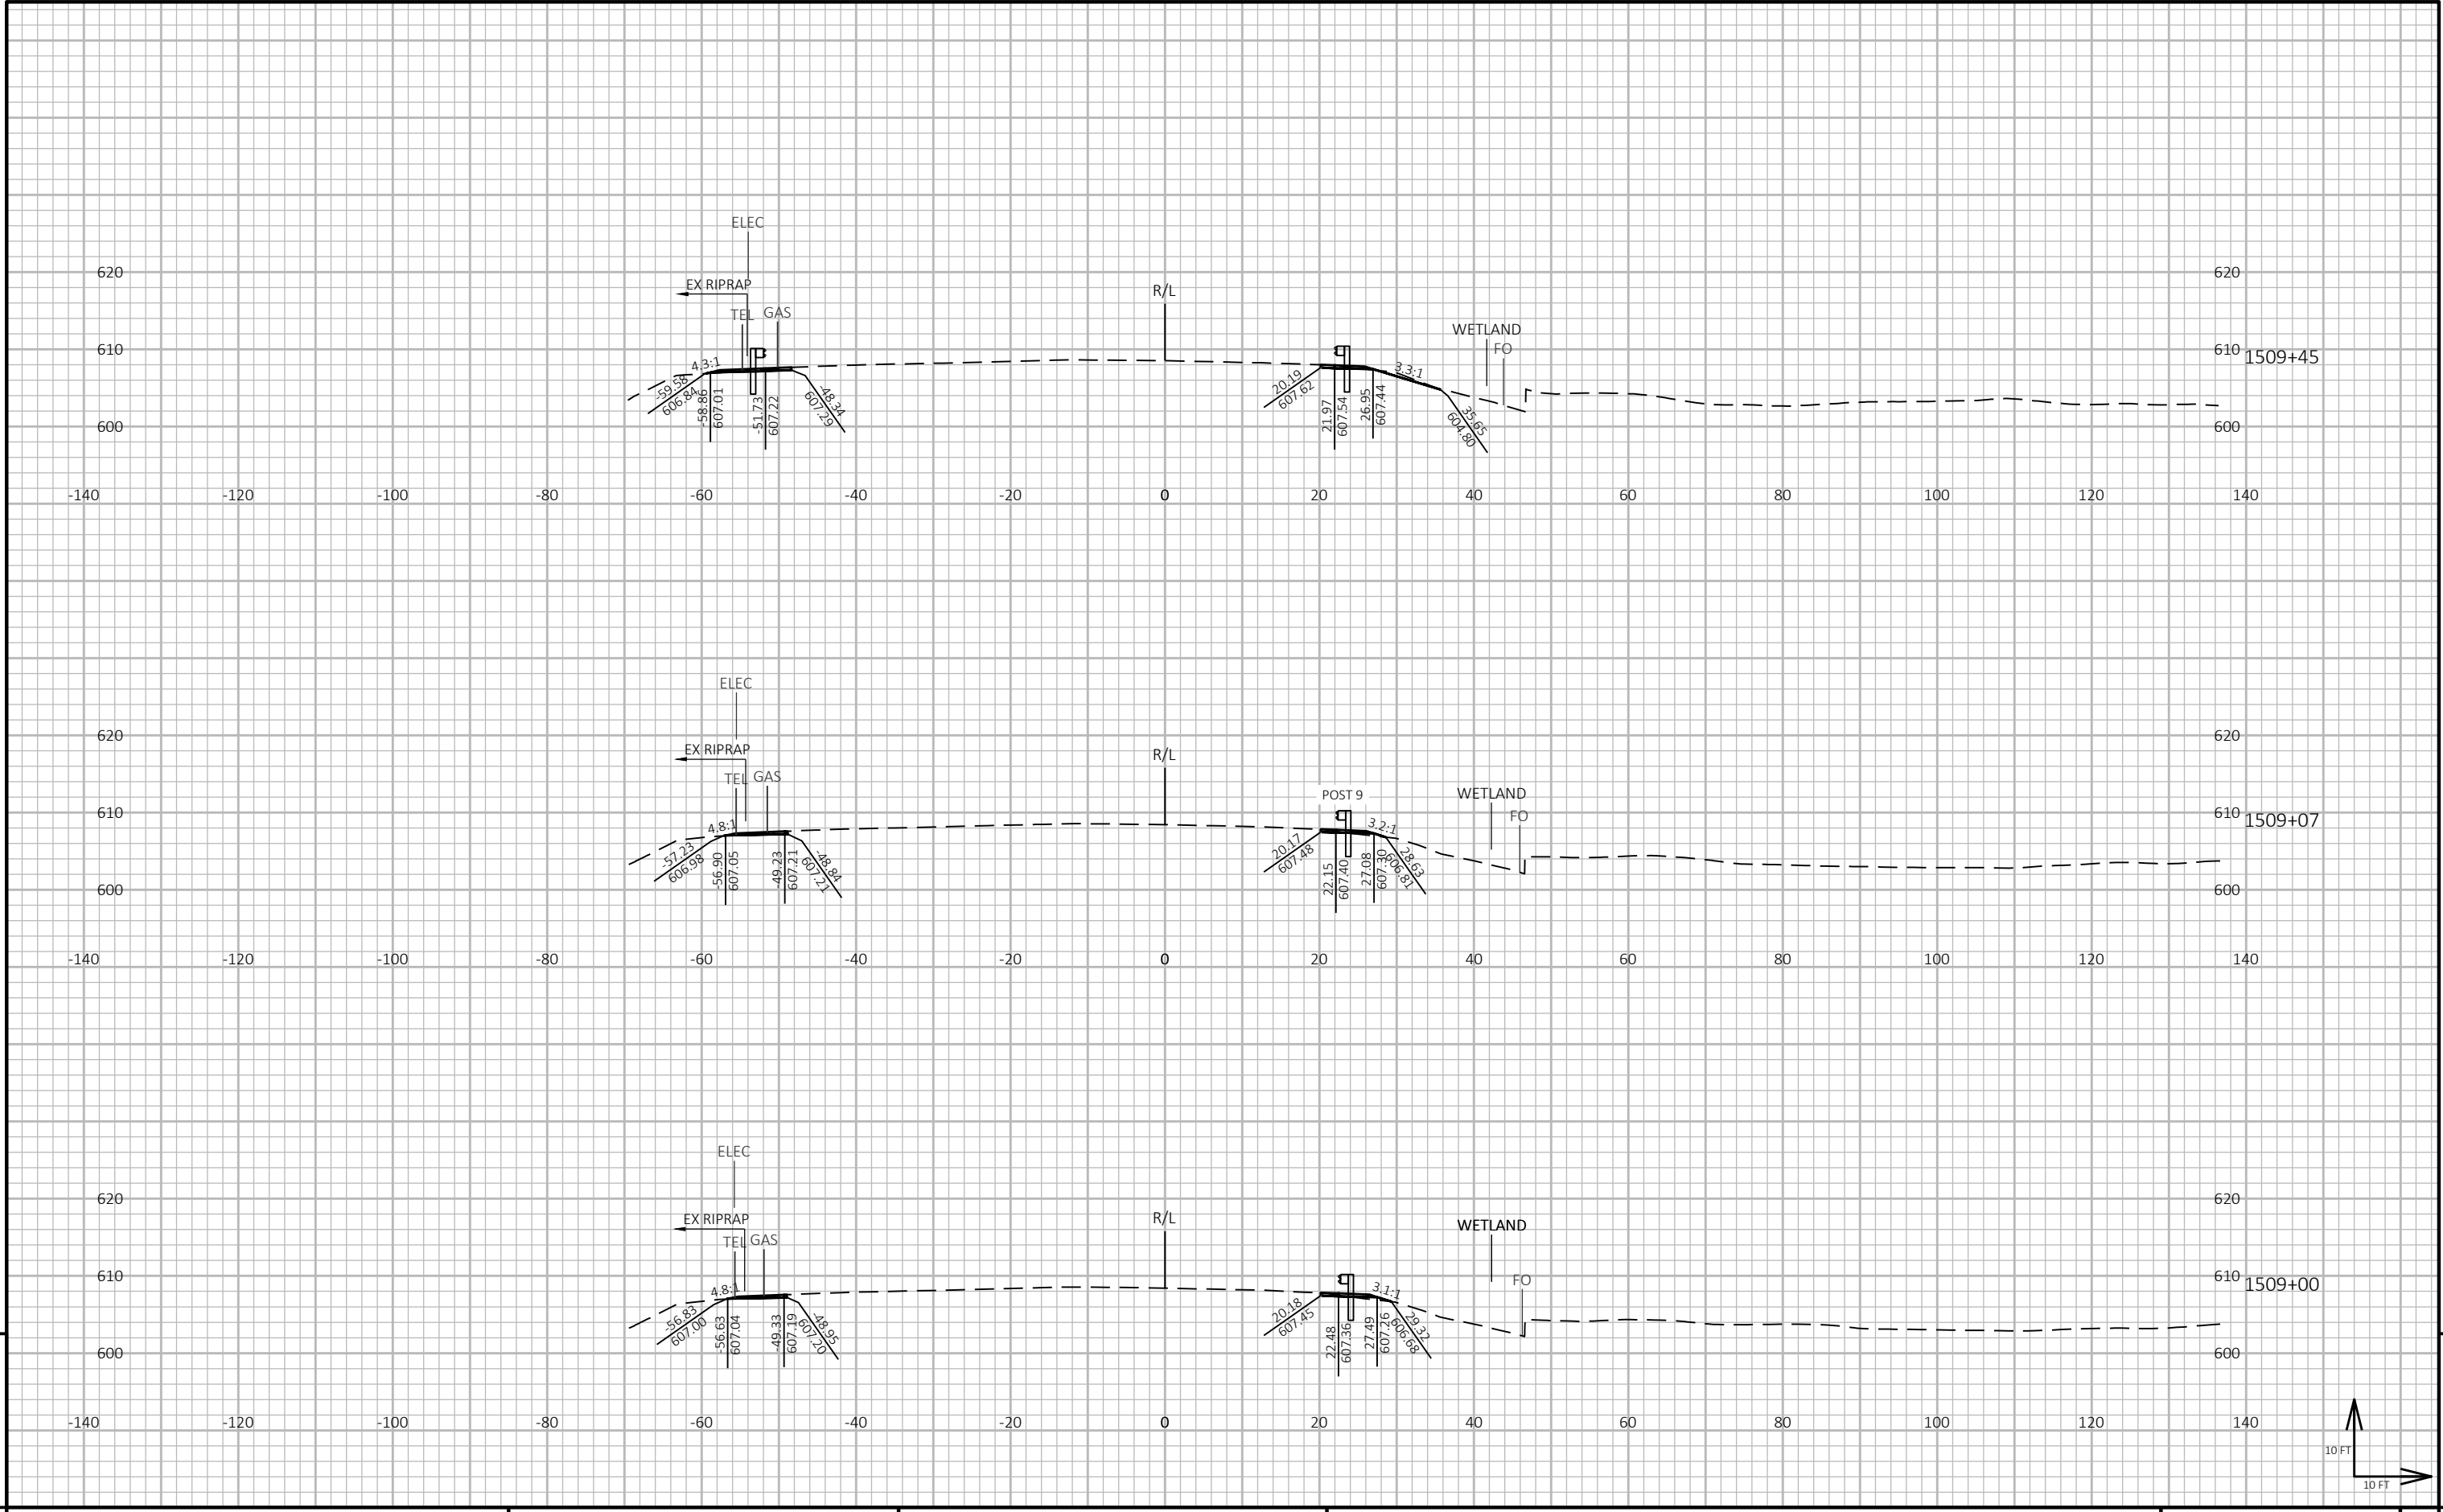 ELEC
620 620
EX RIPRAP R/L
TEL GAS
WETLAND
610 FO 610 1509+45
4.3:1 3.3:1
-59.58 606.84
-58.86 607.01
-51.73 607.22
-48.34 607.29
20.19 607.62
21.97 607.54
26.95 607.44
35.65 604.80
600 600
-140 -120 -100 -80 -60 -40 -20 0 20 40 60 80 100 120 140
ELEC
620 620
EX RIPRAP R/L
TEL GAS
POST 9 WETLAND
610 FO 610 1509+07
4.8:1 3.2:1
-57.23 606.98
-56.90 607.05
-49.23 607.21
-48.84 607.21
20.17 607.48
22.15 607.40
27.08 607.30
28.63 606.81
600 600
-140 -120 -100 -80 -60 -40 -20 0 20 40 60 80 100 120 140
ELEC
620 620
EX RIPRAP R/L WETLAND
TEL GAS
610 FO 610 1509+00
4.8:1 3.1:1
-56.83 607.00
-56.63 607.04
-49.33 607.19
-48.95 607.20
20.18 607.45
22.48 607.36
27.49 607.26
29.32 606.68
600 600
-140 -120 -100 -80 -60 -40 -20 0 20 40 60 80 100 120 140
10 FT
10 FT